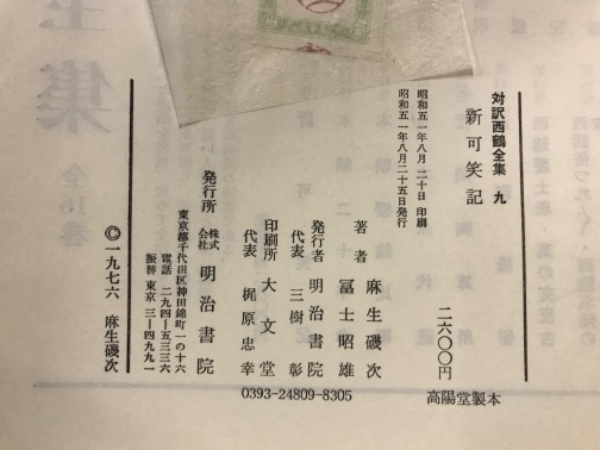 対訳西鶴全集 九
新可笑記
二六〇〇円
昭和五一年八月二十日 印刷
昭和五一年八月二十五日発行
著者 麻生磯次
冨士昭雄
発行者 明治書院
代表 三樹彰
印刷所 大文堂
代表 梶原忠幸
発行所 株式会社 明治書院
東京都千代田区神田錦町一の十六
電話 二九四—五三三六
振替 東京 三—四九九一
©一九七六 麻生磯次
0393-24809-8305
高陽堂製本
全集
全16巻